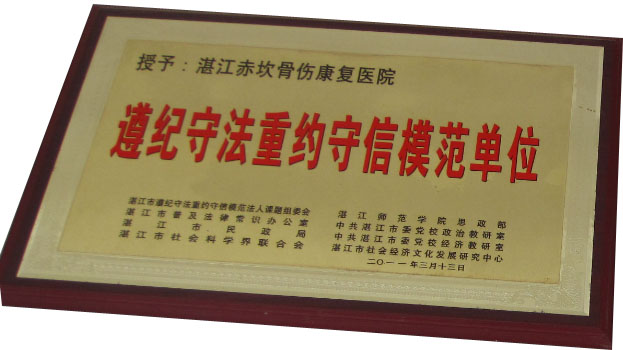 授予：湛江赤坎骨伤康复医院
遵纪守法重约守信模范单位
湛江市遵纪守法重约守信模范法人课题组委会
湛江市普及法律常识办公室
湛江市民政局
湛江市社会科学界联合会
湛江师范学院思政部
中共湛江市委党校政治教研室
中共湛江市委党校经济教研室
湛江市社会经济文化发展研究中心
二〇一一年三月十三日